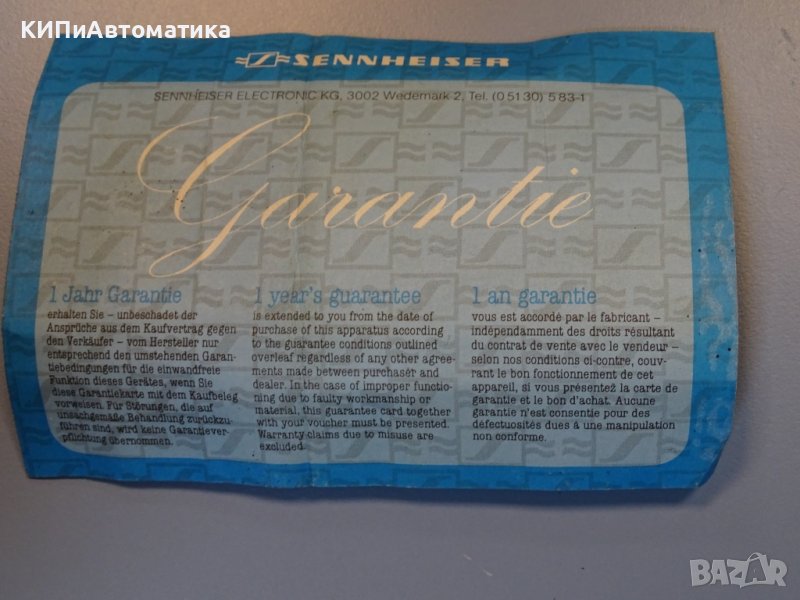 КИПиАвтоматика
SENNHEISER
SENNHEISER ELECTRONIC KG, 3002 Wedemark 2, Tel. (0 51 30) 5 83-1
Garantie
1 Jahr Garantie
erhalten Sie – unbeschadet der
Ansprüche aus dem Kaufvertrag gegen
den Verkäufer – vom Hersteller nur
entsprechend den umstehenden Garan-
tiebedingungen für die einwandfreie
Funktion dieses Gerätes, wenn Sie
diese Garantiekarte mit dem Kaufbeleg
vorweisen. Für Störungen, die auf
unsachgemäße Behandlung zurückzu-
führen sind, wird keine Garantiever-
pflichtung übernommen.
1 year's guarantee
is extended to you from the date of
purchase of this apparatus according
to the guarantee conditions outlined
overleaf regardless of any other agree-
ments made between purchaser and
dealer. In the case of improper functio-
ning due to faulty workmanship or
material, this guarantee card together
with your voucher must be presented.
Warranty claims due to misuse are
excluded
1 an garantie
vous est accordé par le fabricant –
indépendamment des droits résultant
du contrat de vente avec le vendeur –
selon nos conditions ci-contre, couv-
rant le bon fonctionnement de cet
appareil, si vous présentez la carte de
garantie et le bon d'achat. Aucune
garantie n'est consentie pour des
défectuosités dues à une manipulation
non conforme.
BAZAR